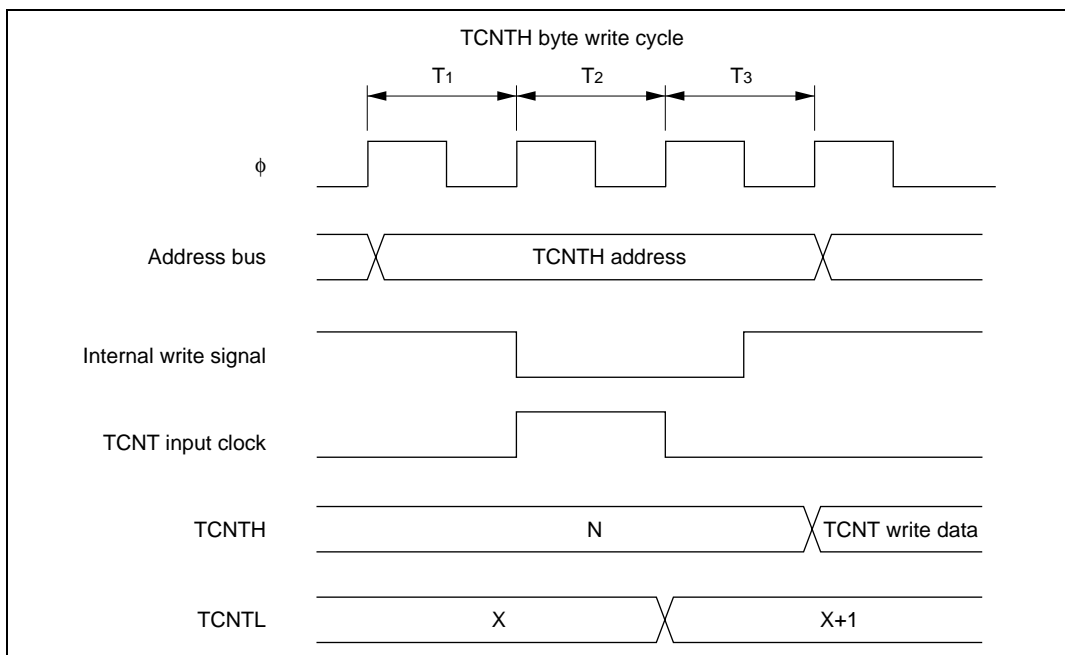 TCNTH byte write cycle
T1 T2 T3
φ
Address bus TCNTH address
Internal write signal
TCNT input clock
TCNTH N TCNT write data
TCNTL X X+1